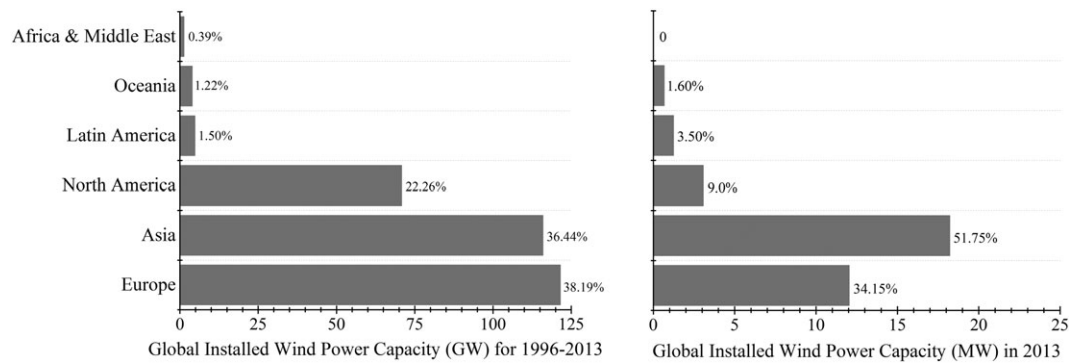 Africa & Middle East
0.39%
Oceania
1.22%
Latin America
1.50%
North America
22.26%
Asia
36.44%
Europe
38.19%
0 25 50 75 100 125
Global Installed Wind Power Capacity (GW) for 1996-2013
0
1.60%
3.50%
9.0%
51.75%
34.15%
0 5 10 15 20 25
Global Installed Wind Power Capacity (MW) in 2013